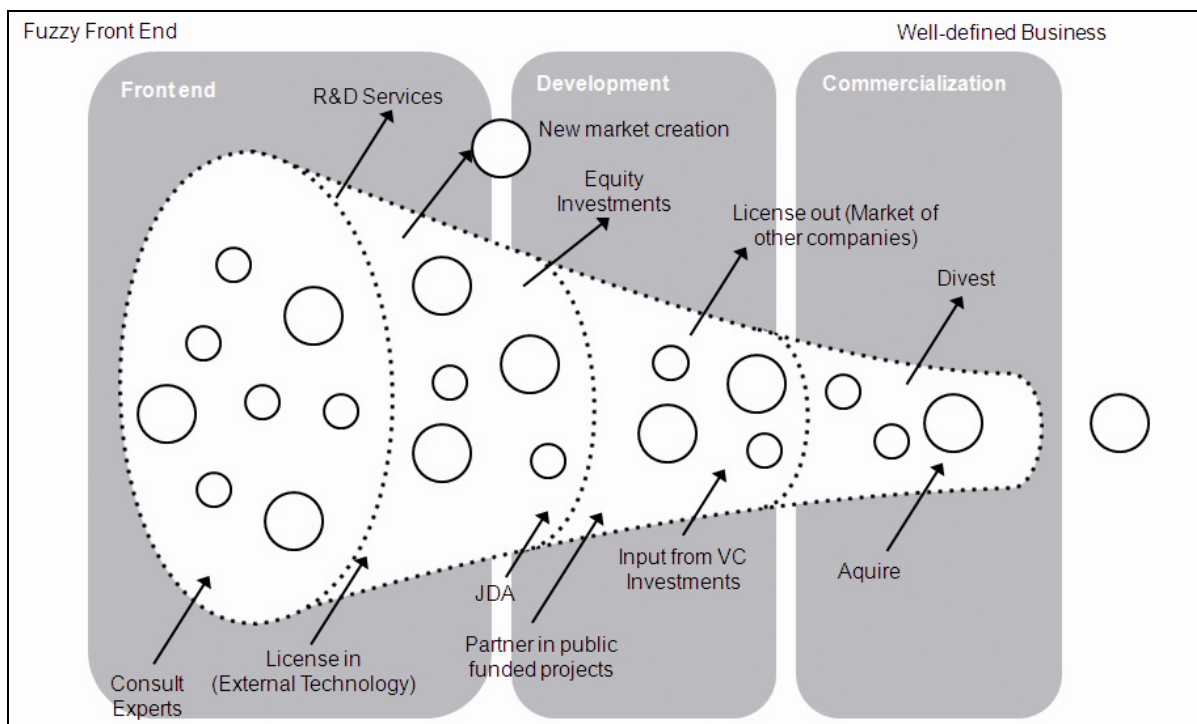 Fuzzy Front End
Well-defined Business
Front end
Development
Commercialization
R&D Services
New market creation
Equity
Investments
License out (Market of
other companies)
Divest
Consult
Experts
License in
(External Technology)
JDA
Partner in public
funded projects
Input from VC
Investments
Aquire